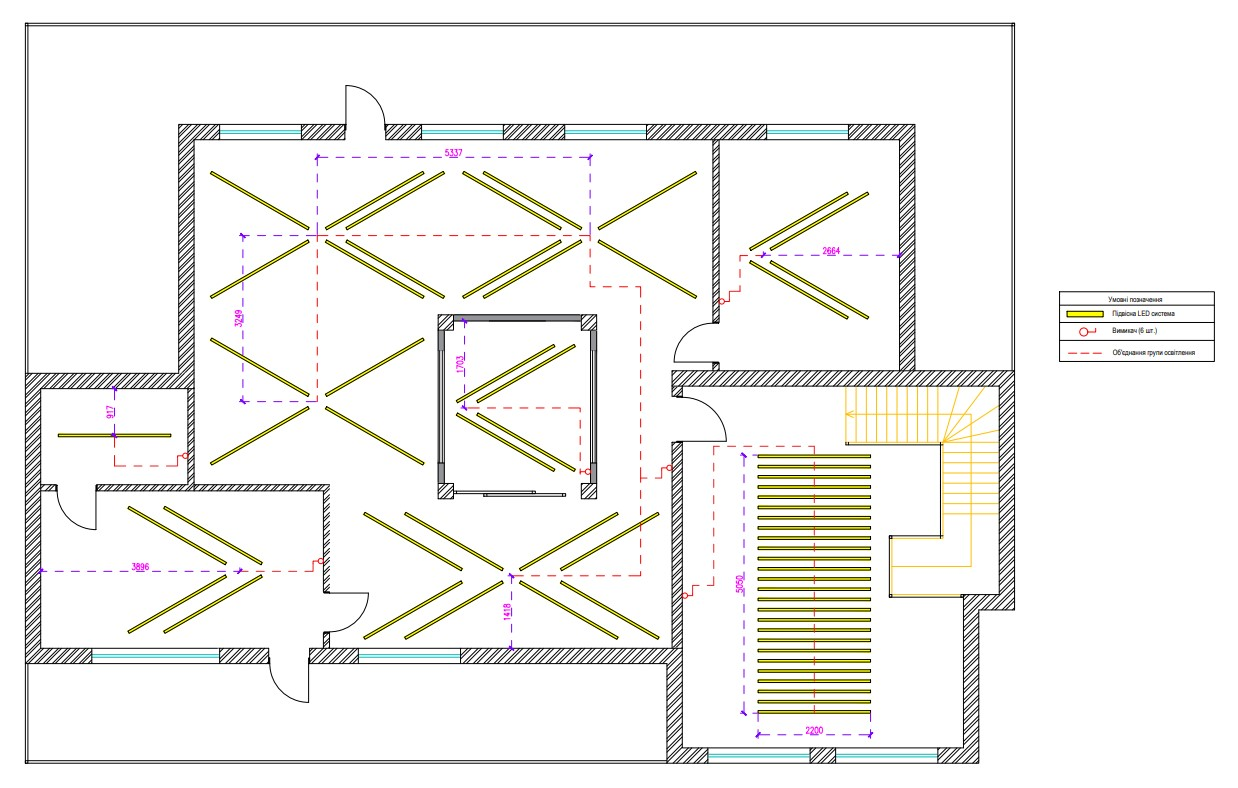 5337
2664
3249
1703
917
3896
1418
5050
2200
Умовні позначення
Підвісна LED система
Вимикач (6 шт.)
Об'єднання групи освітлення